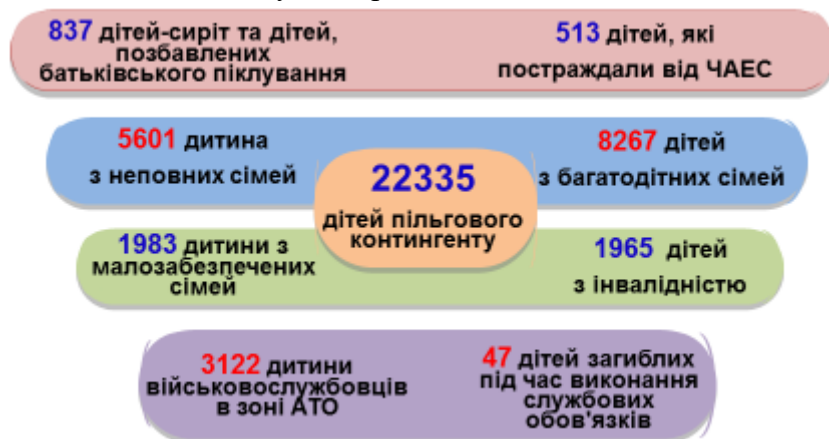 837 дітей-сиріт та дітей,
позбавлених
батьківського піклування
513 дітей, які
постраждали від ЧАЕС
5601 дитина
з неповних сімей
8267 дітей
з багатодітних сімей
22335
дітей пільгового
контингенту
1983 дитини з
малозабезпечених
сімей
1965 дітей
з інвалідністю
3122 дитини
військовослужбовців
в зоні АТО
47 дітей загиблих
під час виконання
службових
обов'язків